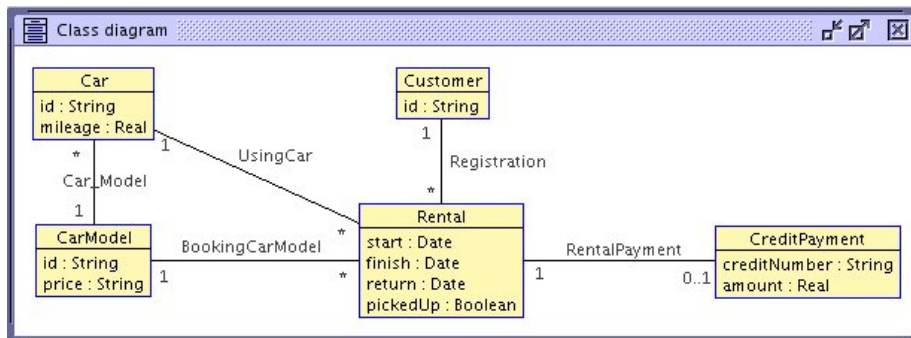 Class diagram
Car
id : String
mileage : Real
Customer
id : String
1
*
1
UsingCar
Registration
Car_Model
*
1
*
CarModel
id : String
price : String
BookingCarModel
1
*
Rental
start : Date
finish : Date
return : Date
pickedUp : Boolean
RentalPayment
1
0..1
CreditPayment
creditNumber : String
amount : Real